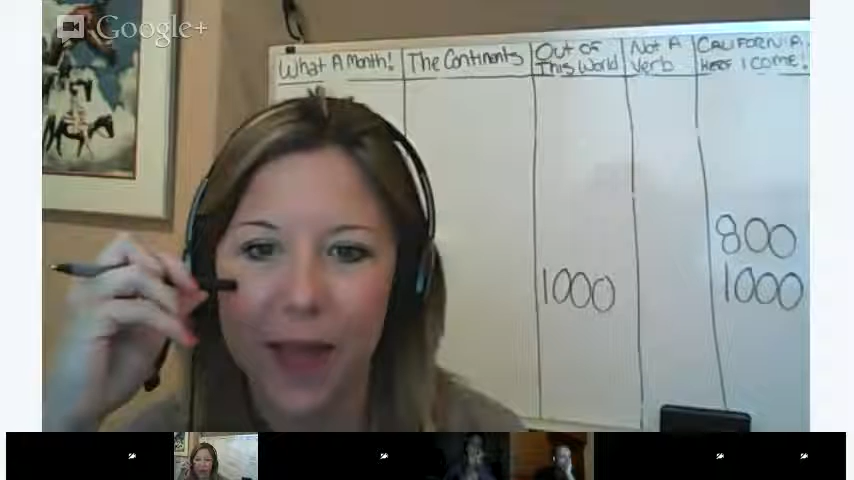 Google+
What A Month!
The Continents
Out of
This World
Not A
Verb
CALIFORNIA,
HERE I COME!
800
1000
1000